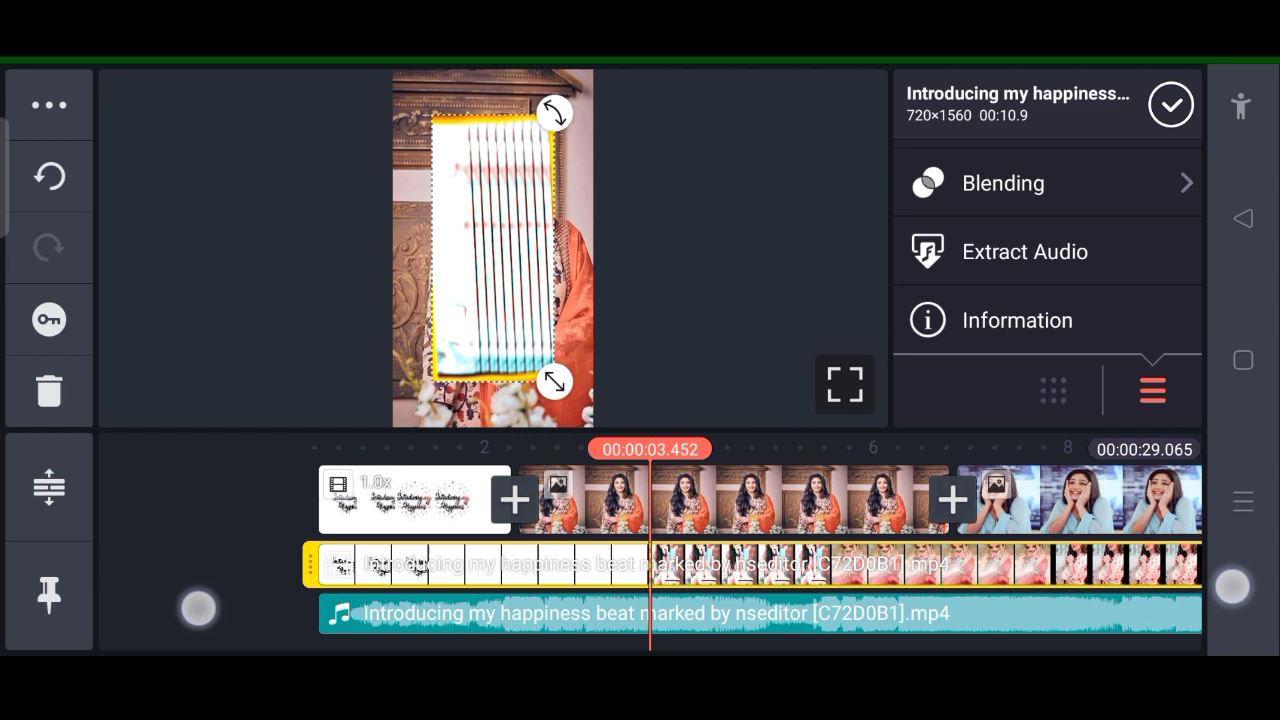 Introducing my happiness...
720×1560 00:10.9
Blending
Extract Audio
Information
2
00:00:03.452
6
8
00:00:29.065
1.0x
Introducing my happiness beat marked by nseditor [C72D0B1].mp4
Introducing my happiness beat marked by nseditor [C72D0B1].mp4